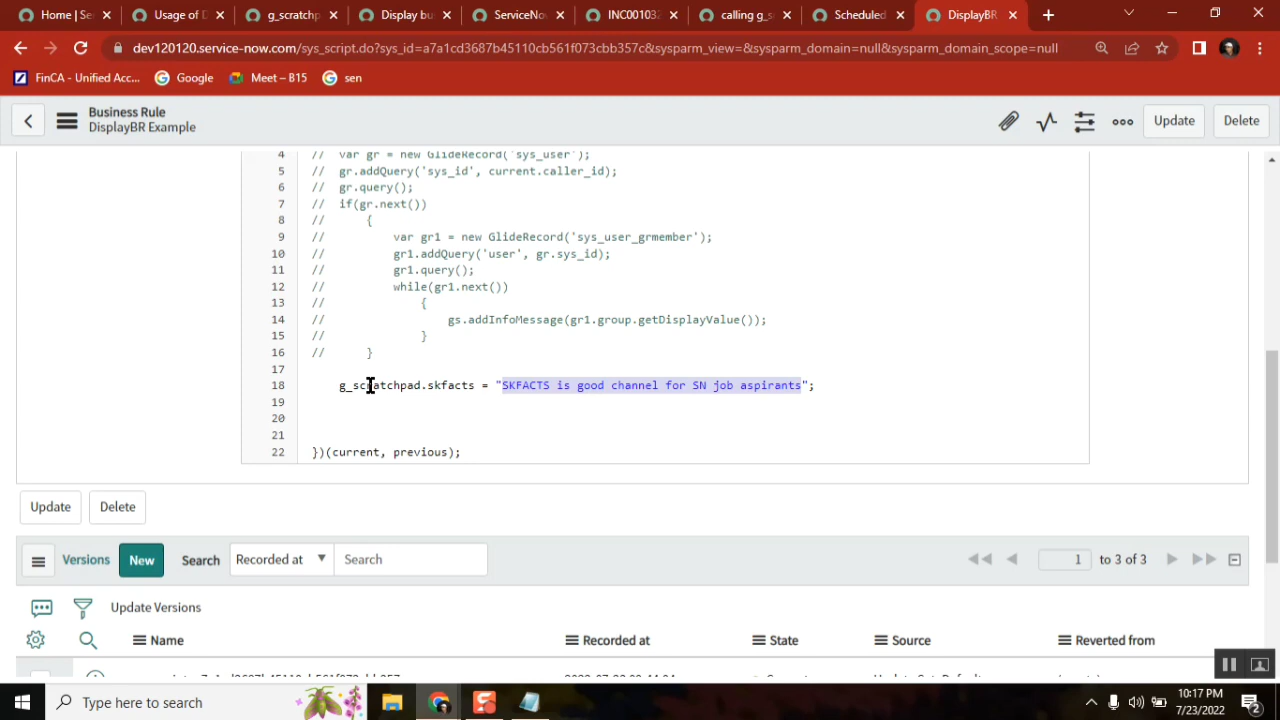 Home | Se
Usage of D
g_scratchp
Display bu
ServiceNov
INC001032
calling g_s
Scheduled
DisplayBR
dev120120.service-now.com/sys_script.do?sys_id=a7a1cd3687b45110cb561f073cbb357c&sysparm_view=&sysparm_domain=null&sysparm_domain_scope=null
FinCA - Unified Acc...
Google
Meet – B15
sen
Business Rule
DisplayBR Example
Update
Delete
4 // var gr = new GlideRecord('sys_user');
5 // gr.addQuery('sys_id', current.caller_id);
6 // gr.query();
7 // if(gr.next())
8 // {
9 // var gr1 = new GlideRecord('sys_user_grmember');
10 // gr1.addQuery('user', gr.sys_id);
11 // gr1.query();
12 // while(gr1.next())
13 // {
14 // gs.addInfoMessage(gr1.group.getDisplayValue());
15 // }
16 // }
17
18 g_scratchpad.skfacts = "SKFACTS is good channel for SN job aspirants";
19
20
21
22 })(current, previous);
Update
Delete
Versions
New
Search
Recorded at
Search
1 to 3 of 3
Update Versions
Name
Recorded at
State
Source
Reverted from
Type here to search
10:17 PM
7/23/2022
2